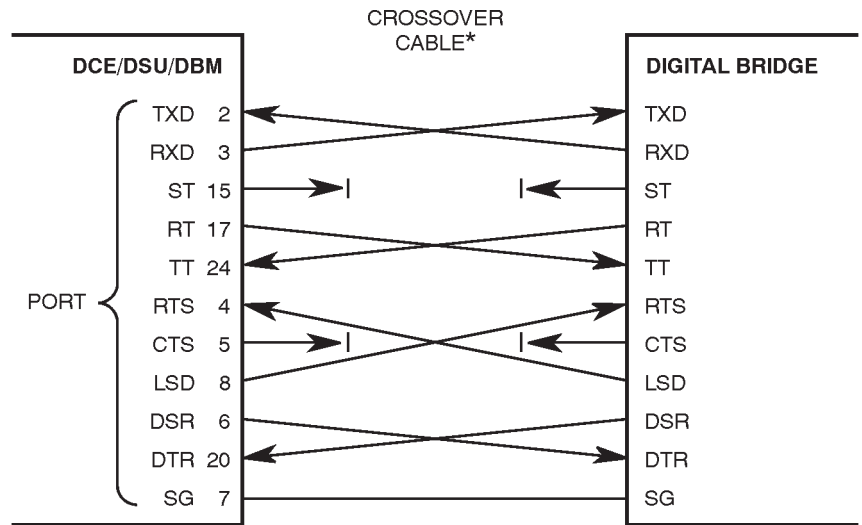 CROSSOVER
CABLE*
DCE/DSU/DBM DIGITAL BRIDGE
TXD 2 TXD
RXD 3 RXD
ST 15 ST
RT 17 RT
TT 24 TT
PORT RTS 4 RTS
CTS 5 CTS
LSD 8 LSD
DSR 6 DSR
DTR 20 DTR
SG 7 SG